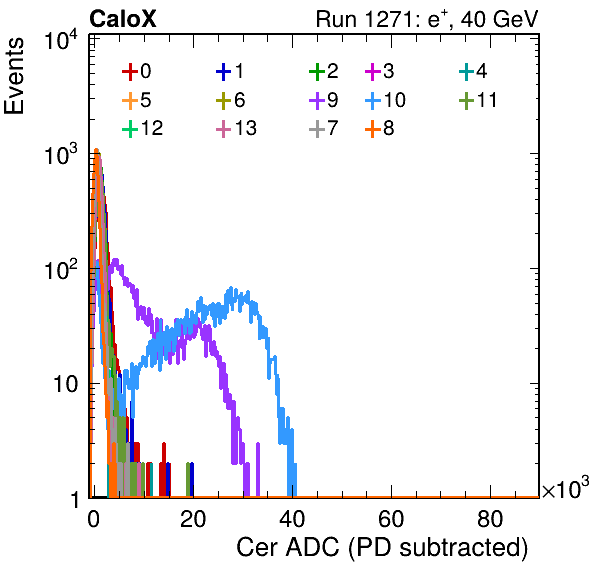 CaloX Run 1271: e⁺, 40 GeV
Events
10⁴
10³
10²
10
1
0 1 2 3 4
5 6 9 10 11
12 13 7 8
0 20 40 60 80
×10³
Cer ADC (PD subtracted)